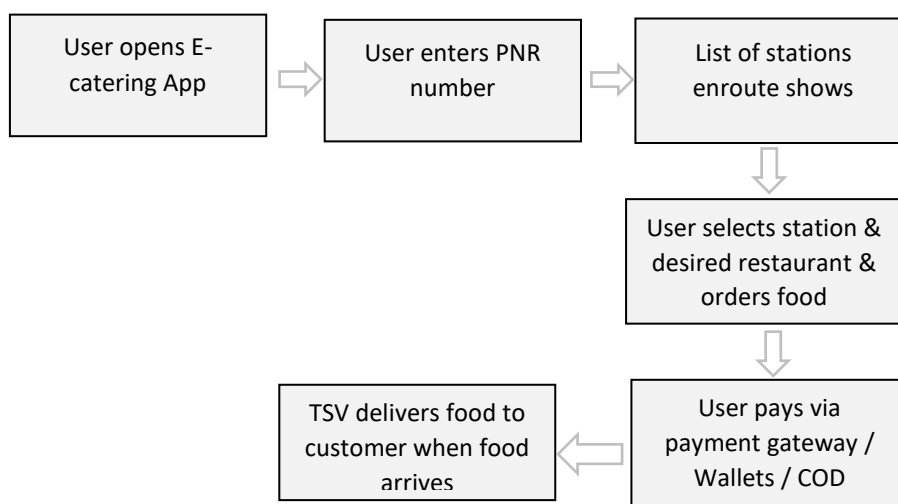 User opens E-
catering App
User enters PNR
number
List of stations
enroute shows
User selects station &
desired restaurant &
orders food
User pays via
payment gateway /
Wallets / COD
TSV delivers food to
customer when food
arrives